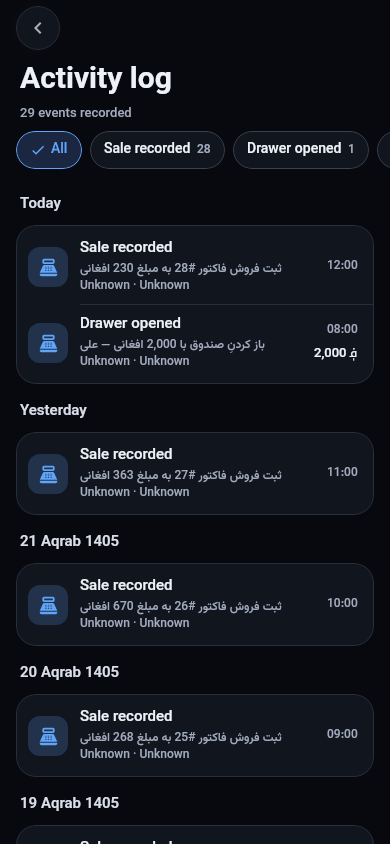 Activity log
29 events recorded
All
Sale recorded 28
Drawer opened 1
Today
Sale recorded
ثبت فروش فاکتور #28 به مبلغ 230 افغانی
Unknown · Unknown
12:00
Drawer opened
باز کردنِ صندوق با 2,000 افغانی — علی
Unknown · Unknown
08:00
2,000 ؋
Yesterday
Sale recorded
ثبت فروش فاکتور #27 به مبلغ 363 افغانی
Unknown · Unknown
11:00
21 Aqrab 1405
Sale recorded
ثبت فروش فاکتور #26 به مبلغ 670 افغانی
Unknown · Unknown
10:00
20 Aqrab 1405
Sale recorded
ثبت فروش فاکتور #25 به مبلغ 268 افغانی
Unknown · Unknown
09:00
19 Aqrab 1405